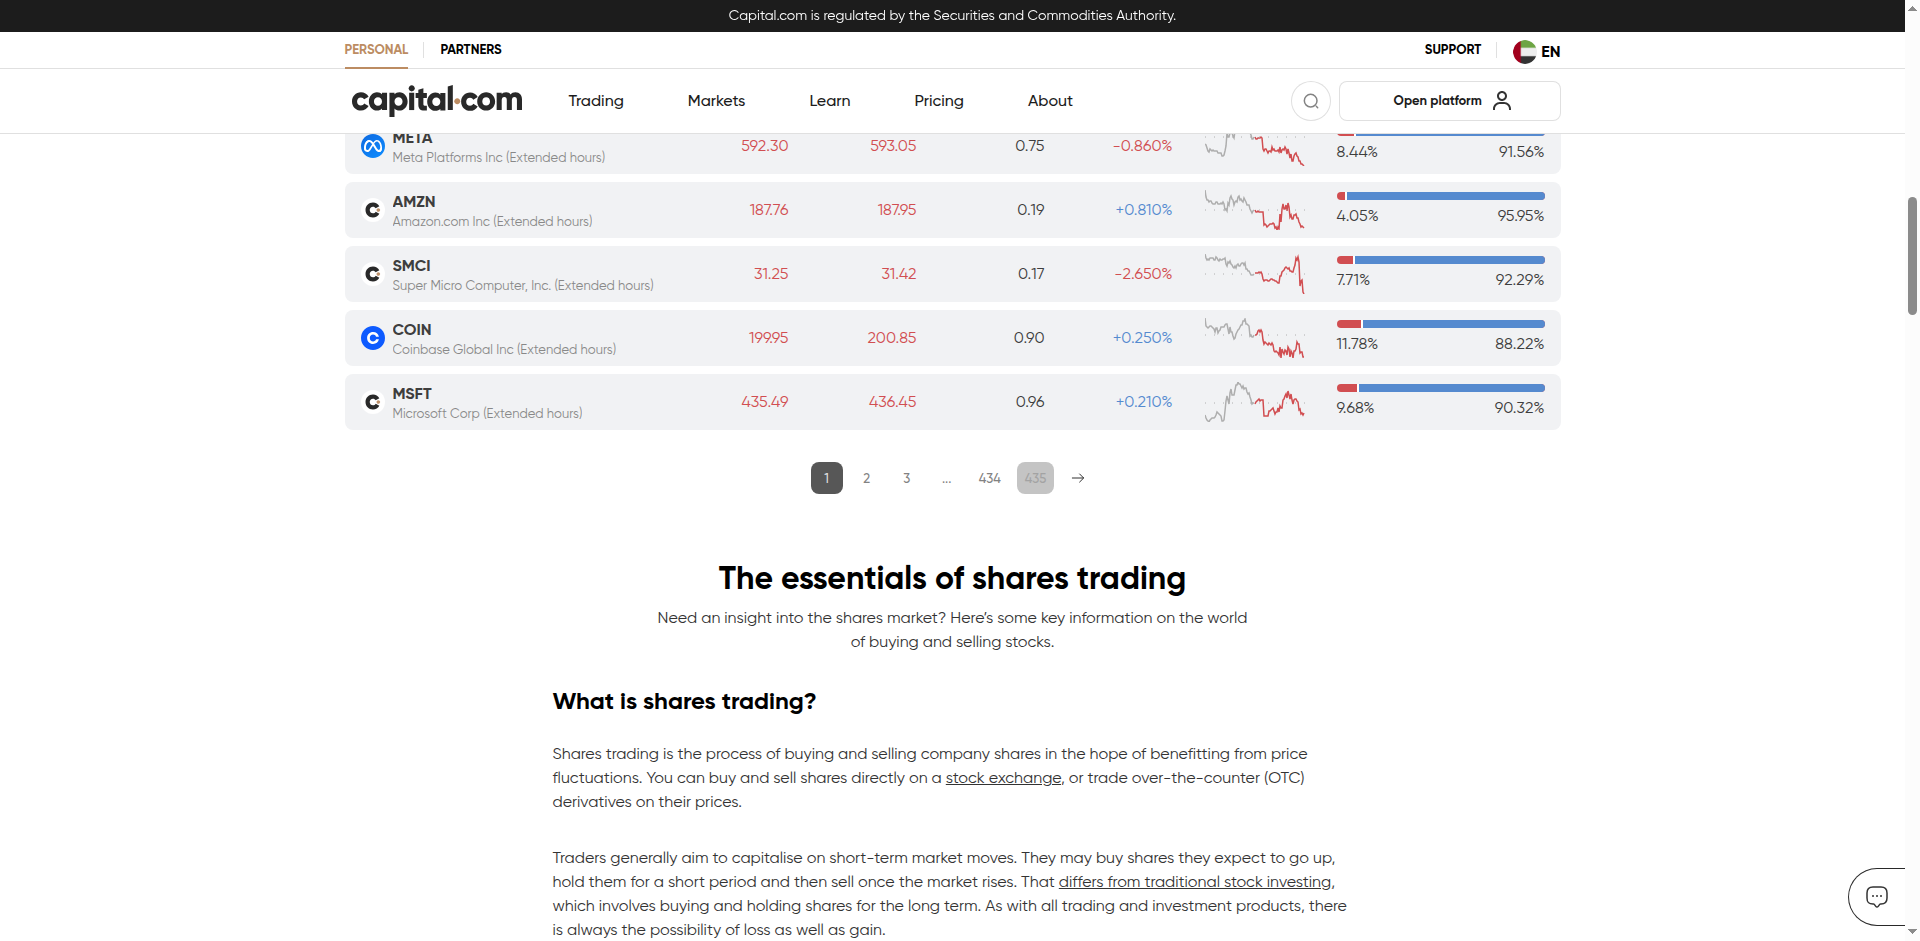 Capital.com is regulated by the Securities and Commodities Authority.
PERSONAL PARTNERS SUPPORT EN
capital.com Trading Markets Learn Pricing About Open platform
META 592.30 593.05 0.75 -0.860% 8.44% 91.56%
Meta Platforms Inc (Extended hours)
AMZN 187.76 187.95 0.19 +0.810% 4.05% 95.95%
Amazon.com Inc (Extended hours)
SMCI 31.25 31.42 0.17 -2.650% 7.71% 92.29%
Super Micro Computer, Inc. (Extended hours)
COIN 199.95 200.85 0.90 +0.250% 11.78% 88.22%
Coinbase Global Inc (Extended hours)
MSFT 435.49 436.45 0.96 +0.210% 9.68% 90.32%
Microsoft Corp (Extended hours)
1 2 3 ... 434 435
The essentials of shares trading
Need an insight into the shares market? Here's some key information on the world
of buying and selling stocks.
What is shares trading?
Shares trading is the process of buying and selling company shares in the hope of benefitting from price
fluctuations. You can buy and sell shares directly on a stock exchange, or trade over-the-counter (OTC)
derivatives on their prices.
Traders generally aim to capitalise on short-term market moves. They may buy shares they expect to go up,
hold them for a short period and then sell once the market rises. That differs from traditional stock investing,
which involves buying and holding shares for the long term. As with all trading and investment products, there
is always the possibility of loss as well as gain.